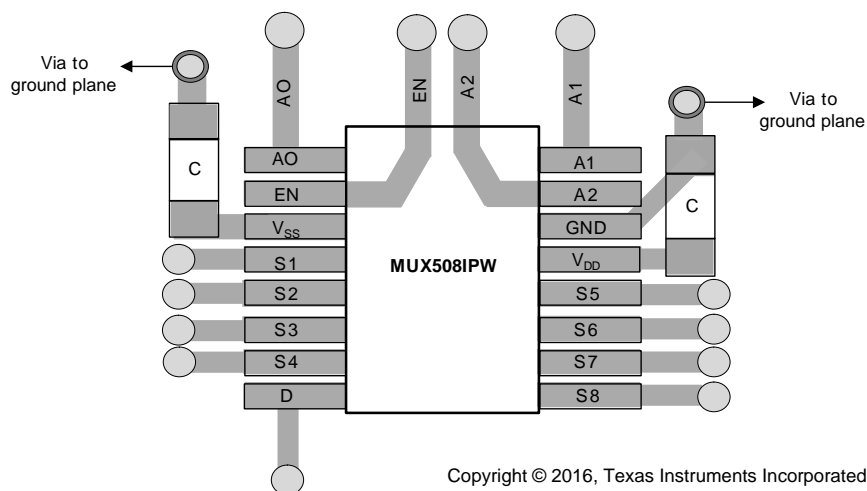 Via to
ground plane
AO
EN
A2
A1
Via to
ground plane
C
C
AO
EN
VSS
S1
S2
S3
S4
D
MUX508IPW
A1
A2
GND
VDD
S5
S6
S7
S8
Copyright © 2016, Texas Instruments Incorporated